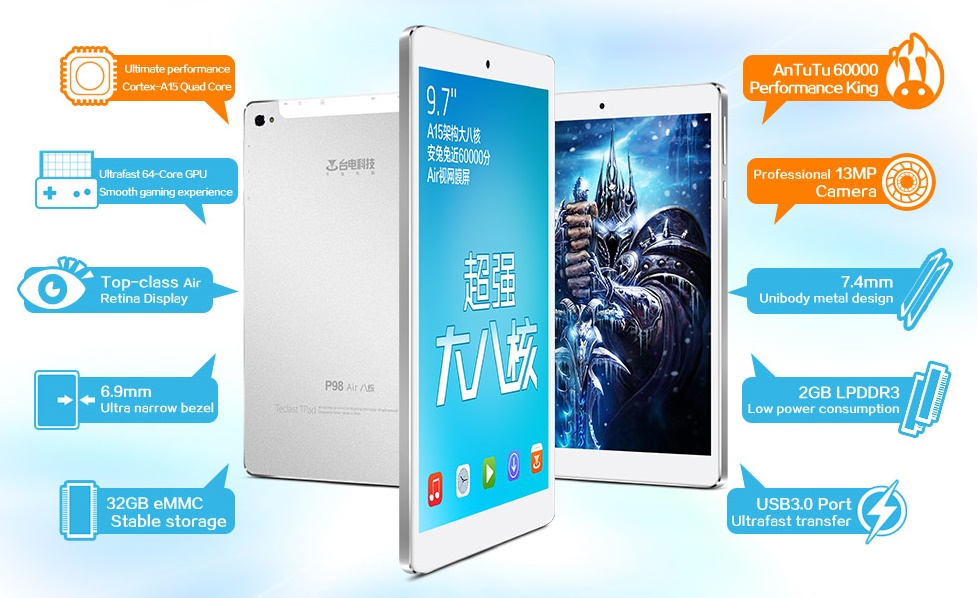 Ultimate performance
Cortex-A15 Quad Core
Ultrafast 64-Core GPU
Smooth gaming experience
Top-class Air
Retina Display
6.9mm
Ultra narrow bezel
32GB eMMC
Stable storage
台电科技
P98 Air 八核
Teclast TPad
9.7"
A15架构大八核
安兔兔近60000分
Air视网膜屏
超强
大八核
AnTuTu 60000
Performance King
Professional 13MP
Camera
7.4mm
Unibody metal design
2GB LPDDR3
Low power consumption
USB3.0 Port
Ultrafast transfer